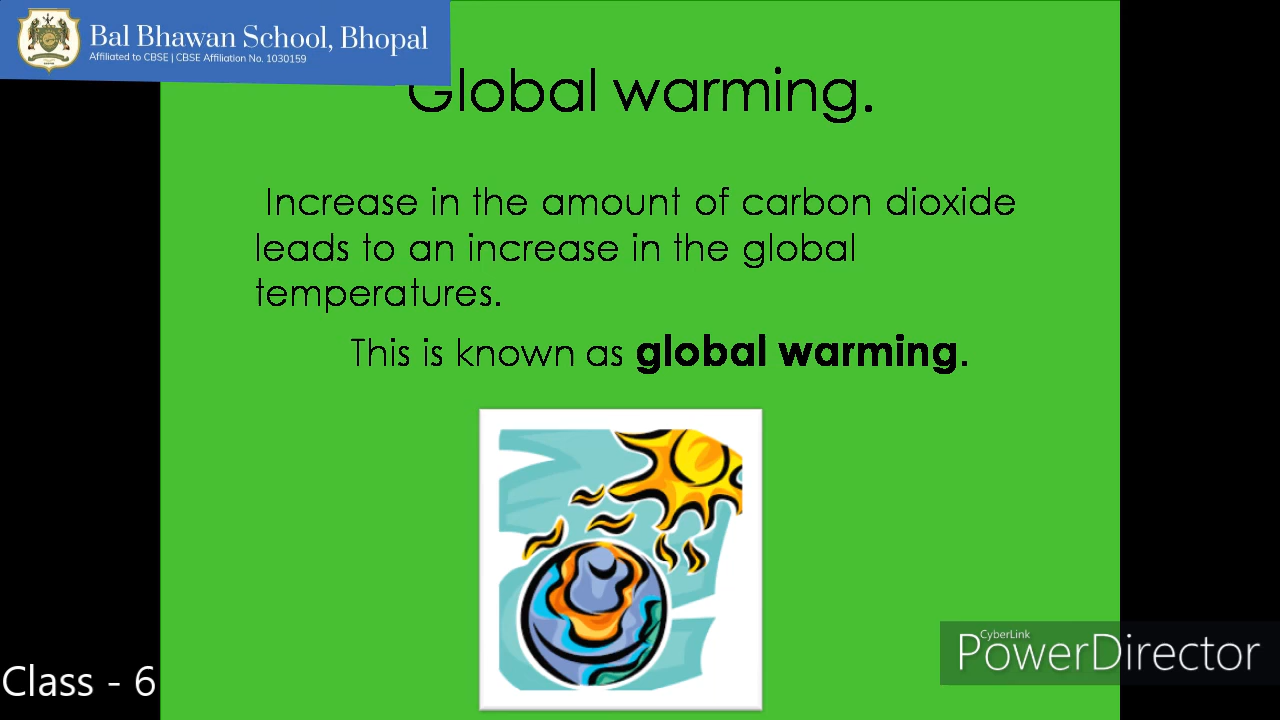 Bal Bhawan School, Bhopal
Affiliated to CBSE | CBSE Affiliation No. 1030159
Global warming.
Increase in the amount of carbon dioxide
leads to an increase in the global
temperatures.
This is known as global warming.
Class - 6
CyberLink
PowerDirector